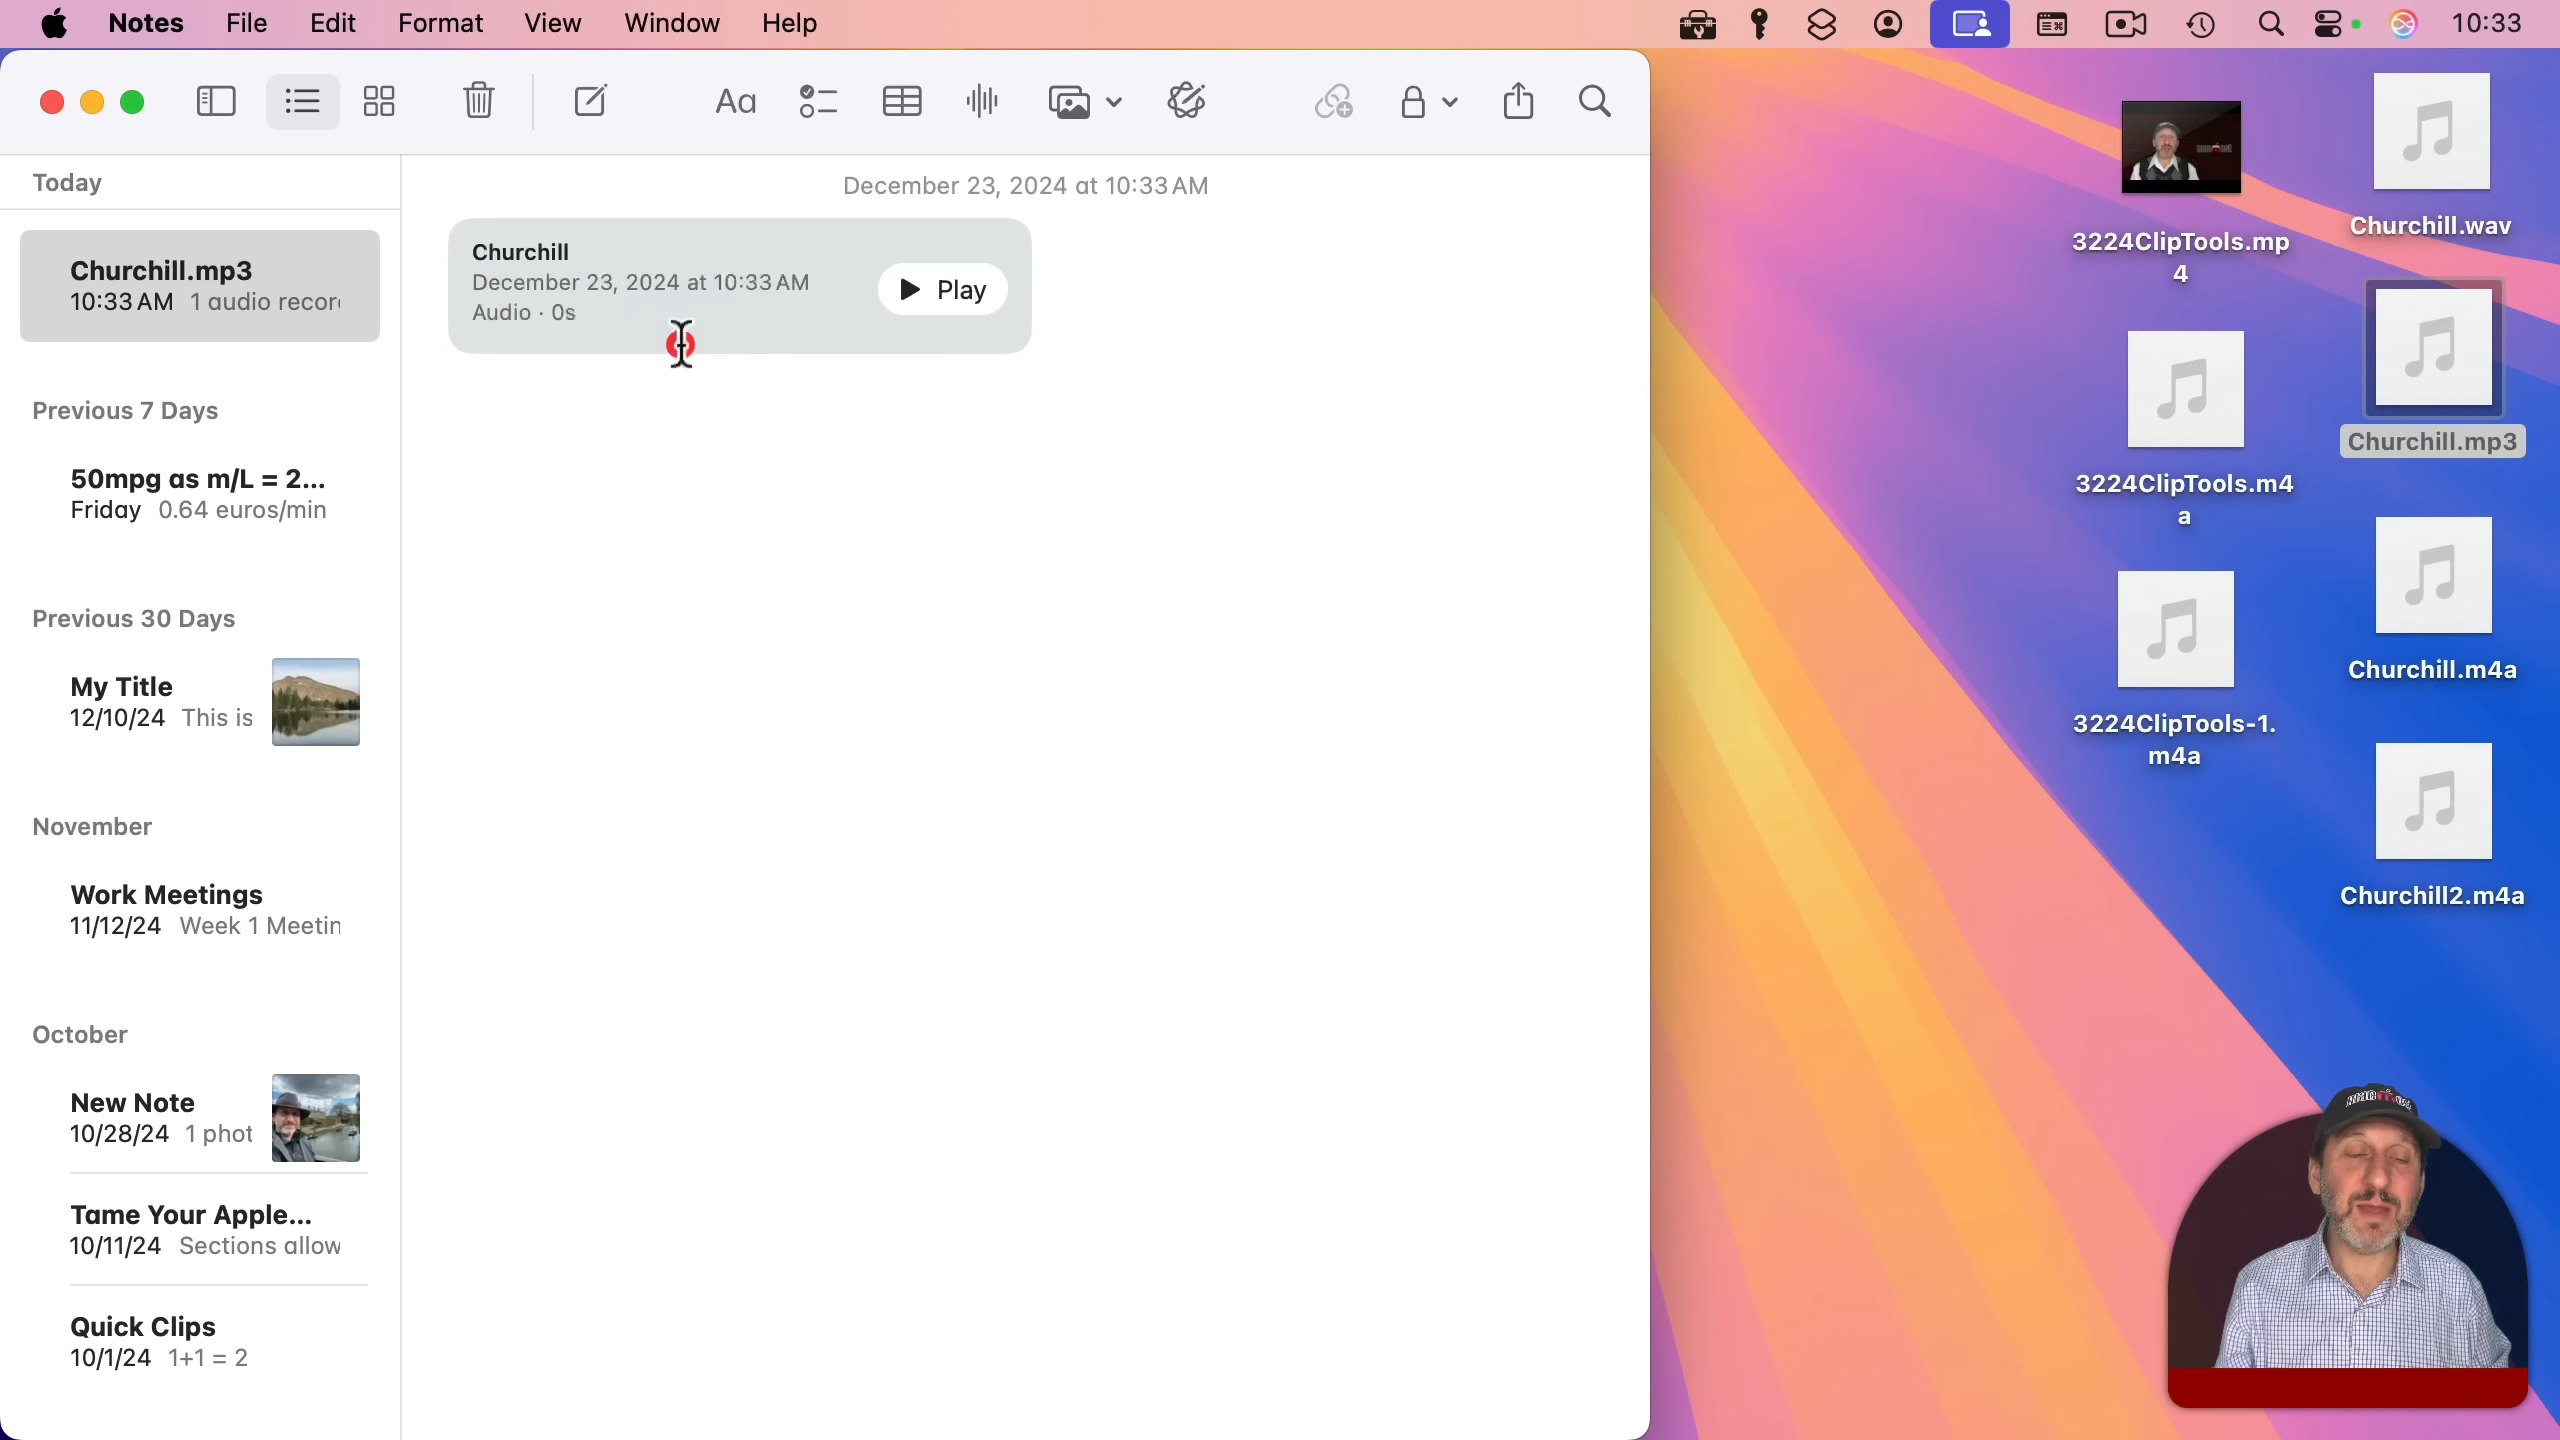 Notes File Edit Format View Window Help 10:33
Aa
Today
Churchill.mp3
10:33 AM 1 audio recor
Previous 7 Days
50mpg as m/L = 2...
Friday 0.64 euros/min
Previous 30 Days
My Title
12/10/24 This is
November
Work Meetings
11/12/24 Week 1 Meetin
October
New Note
10/28/24 1 phot
Tame Your Apple...
10/11/24 Sections allow
Quick Clips
10/1/24 1+1 = 2
December 23, 2024 at 10:33 AM
Churchill
December 23, 2024 at 10:33 AM
Audio · 0s
Play
3224ClipTools.mp
4
3224ClipTools.m4
a
3224ClipTools-1.
m4a
Churchill.wav
Churchill.mp3
Churchill.m4a
Churchill2.m4a